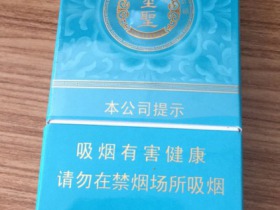 聖
本公司提示
吸烟有害健康
请勿在禁烟场所吸烟